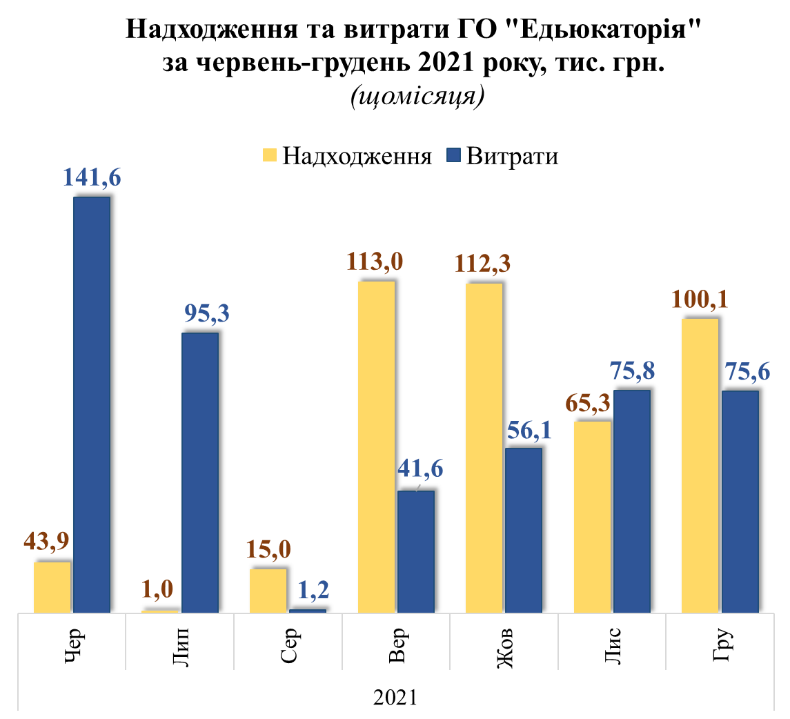 Надходження та витрати ГО "Едьюкаторія"
за червень-грудень 2021 року, тис. грн.
(щомісяця)
Надходження Витрати
43,9 141,6
1,0 95,3
15,0 1,2
113,0 41,6
112,3 56,1
65,3 75,8
100,1 75,6
Чер Лип Сер Вер Жов Лис Гру
2021